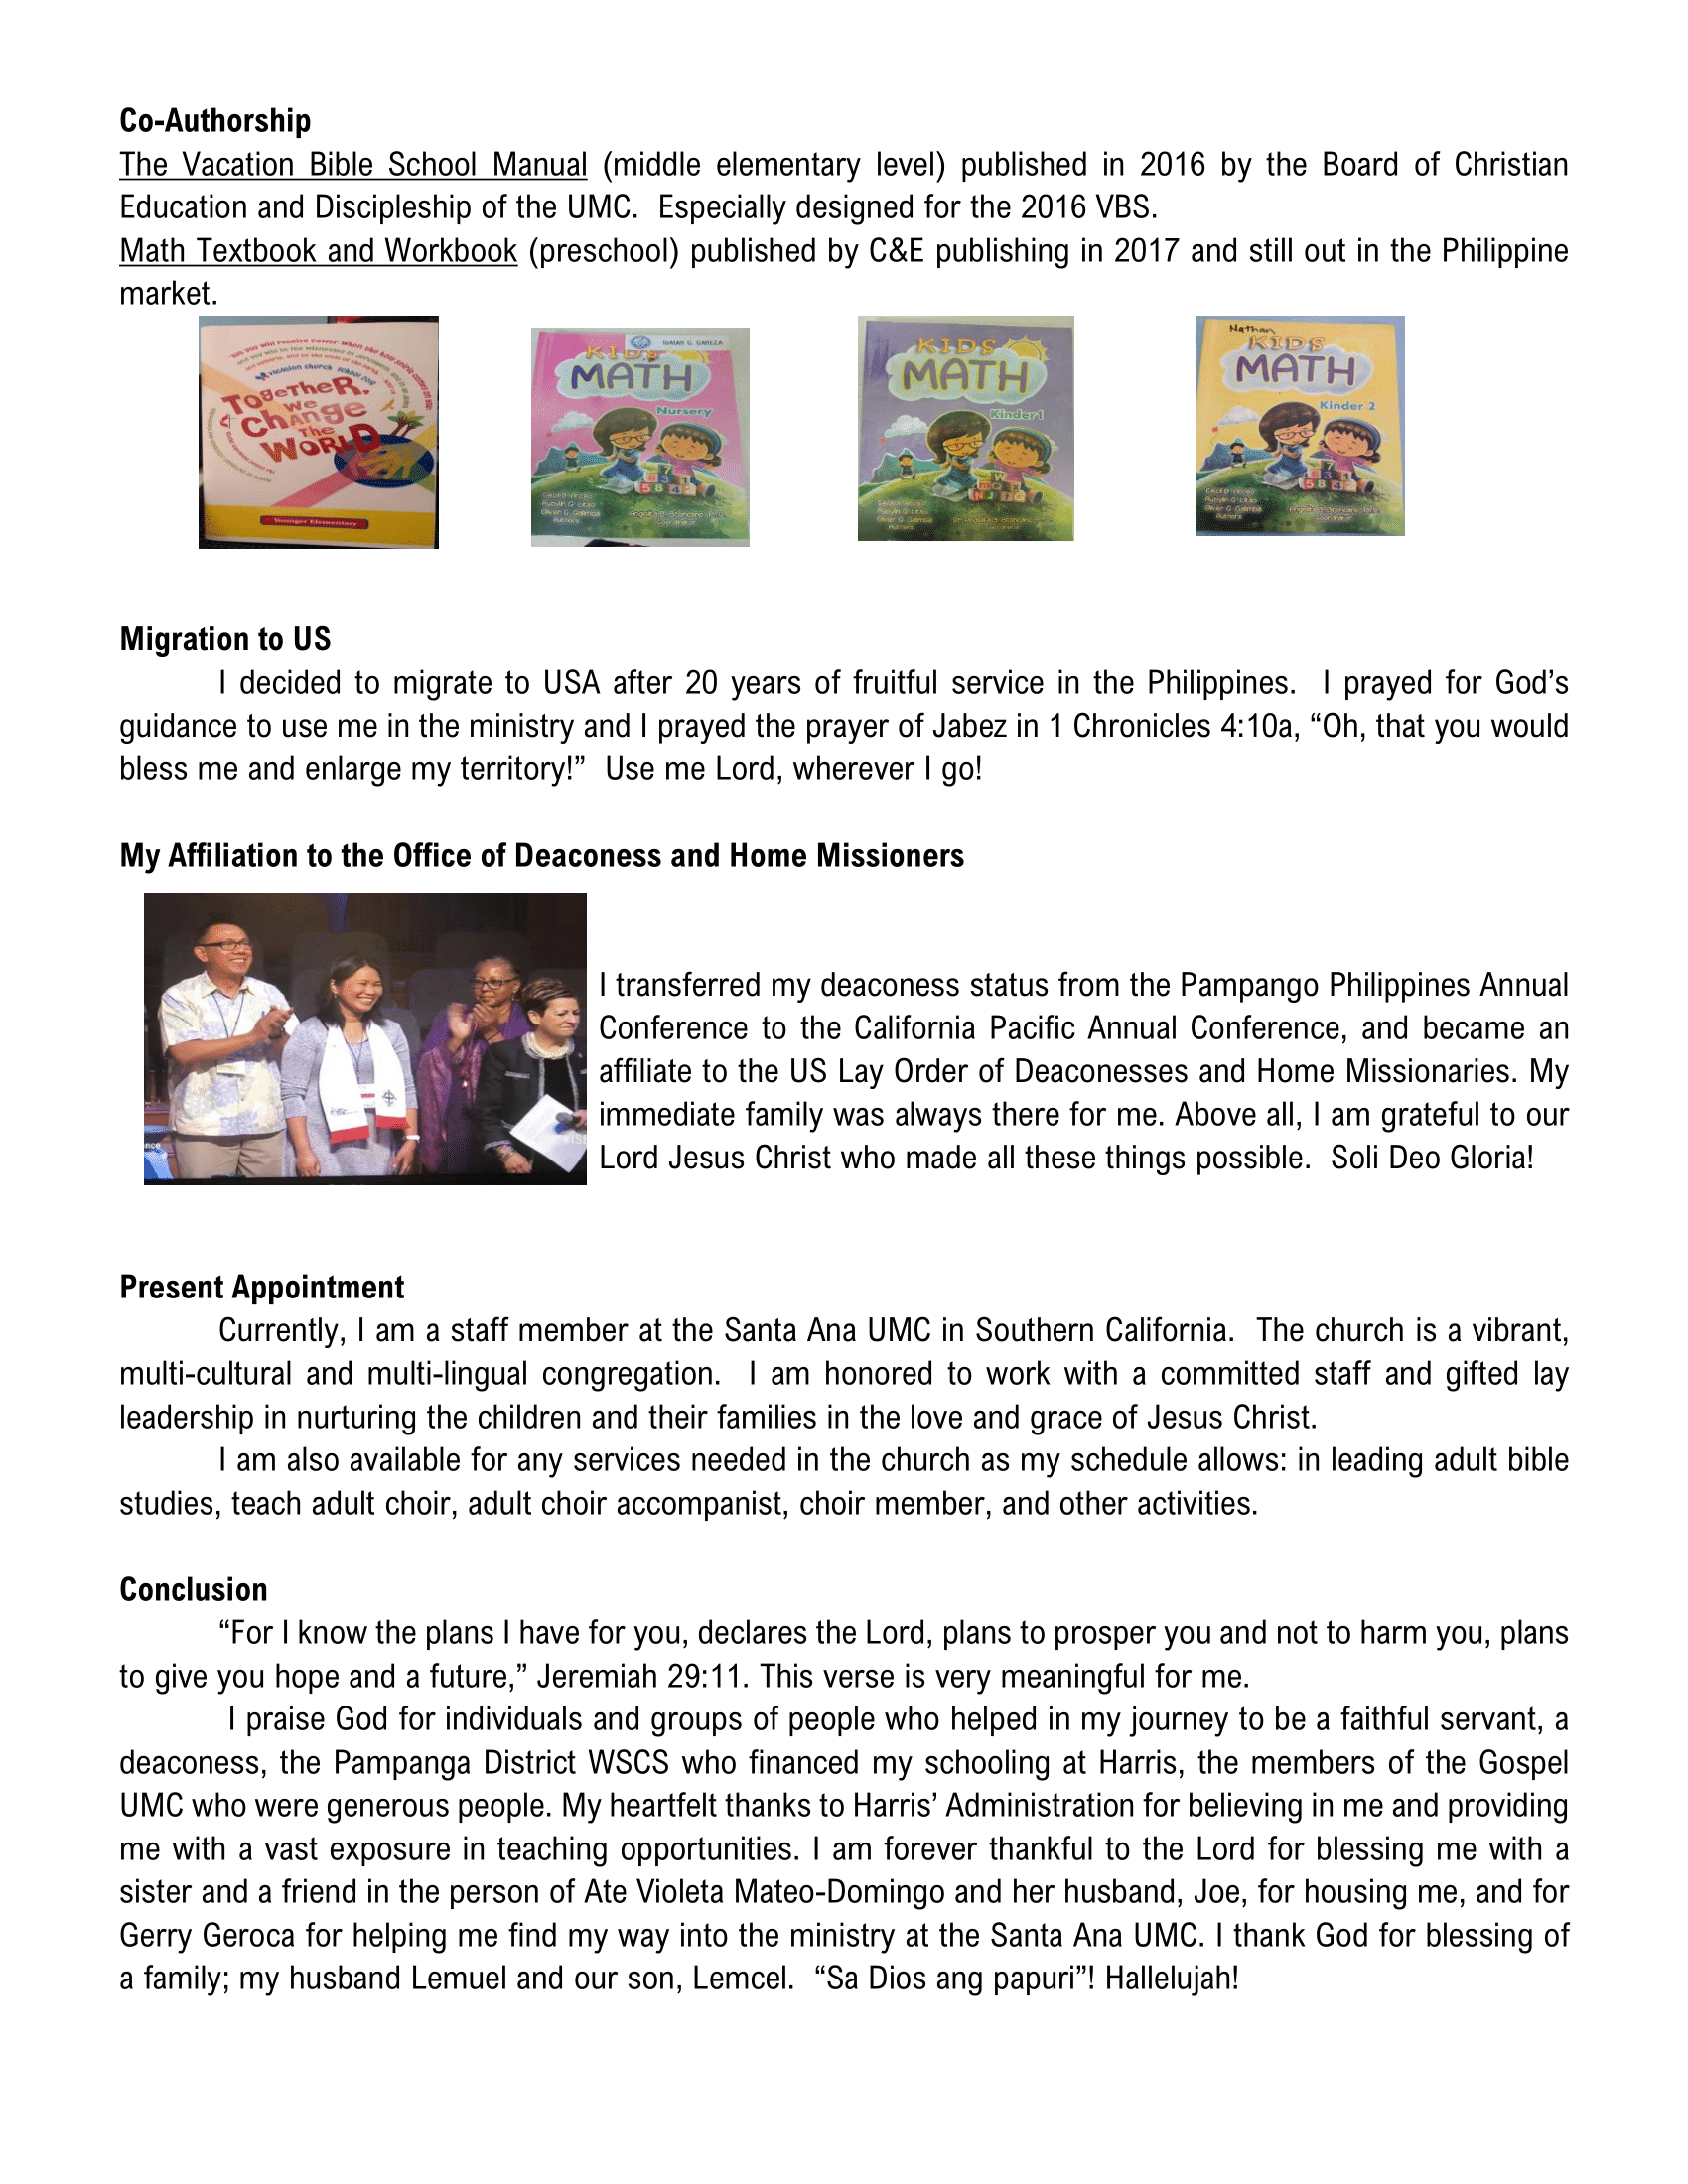 Co-Authorship
The Vacation Bible School Manual (middle elementary level) published in 2016 by the Board of Christian
Education and Discipleship of the UMC.  Especially designed for the 2016 VBS.
Math Textbook and Workbook (preschool) published by C&E publishing in 2017 and still out in the Philippine
market.
TogeTheR,
We
Change
The
WoRLD
Younger Elementary
ISAIAH C. GAREZA
KIDS
MATH
Nursery
Authors
Coordinator
KIDS
MATH
Kinder 1
Authors
Nathan
KIDS
MATH
Kinder 2
Authors
Migration to US
I decided to migrate to USA after 20 years of fruitful service in the Philippines.  I prayed for God’s
guidance to use me in the ministry and I prayed the prayer of Jabez in 1 Chronicles 4:10a, “Oh, that you would
bless me and enlarge my territory!”  Use me Lord, wherever I go!
My Affiliation to the Office of Deaconess and Home Missioners
I transferred my deaconess status from the Pampango Philippines Annual
Conference to the California Pacific Annual Conference, and became an
affiliate to the US Lay Order of Deaconesses and Home Missionaries. My
immediate family was always there for me. Above all, I am grateful to our
Lord Jesus Christ who made all these things possible.  Soli Deo Gloria!
Present Appointment
Currently, I am a staff member at the Santa Ana UMC in Southern California.  The church is a vibrant,
multi-cultural and multi-lingual congregation.  I am honored to work with a committed staff and gifted lay
leadership in nurturing the children and their families in the love and grace of Jesus Christ.
I am also available for any services needed in the church as my schedule allows: in leading adult bible
studies, teach adult choir, adult choir accompanist, choir member, and other activities.
Conclusion
“For I know the plans I have for you, declares the Lord, plans to prosper you and not to harm you, plans
to give you hope and a future,” Jeremiah 29:11. This verse is very meaningful for me.
I praise God for individuals and groups of people who helped in my journey to be a faithful servant, a
deaconess, the Pampanga District WSCS who financed my schooling at Harris, the members of the Gospel
UMC who were generous people. My heartfelt thanks to Harris’ Administration for believing in me and providing
me with a vast exposure in teaching opportunities. I am forever thankful to the Lord for blessing me with a
sister and a friend in the person of Ate Violeta Mateo-Domingo and her husband, Joe, for housing me, and for
Gerry Geroca for helping me find my way into the ministry at the Santa Ana UMC. I thank God for blessing of
a family; my husband Lemuel and our son, Lemcel.  “Sa Dios ang papuri”! Hallelujah!